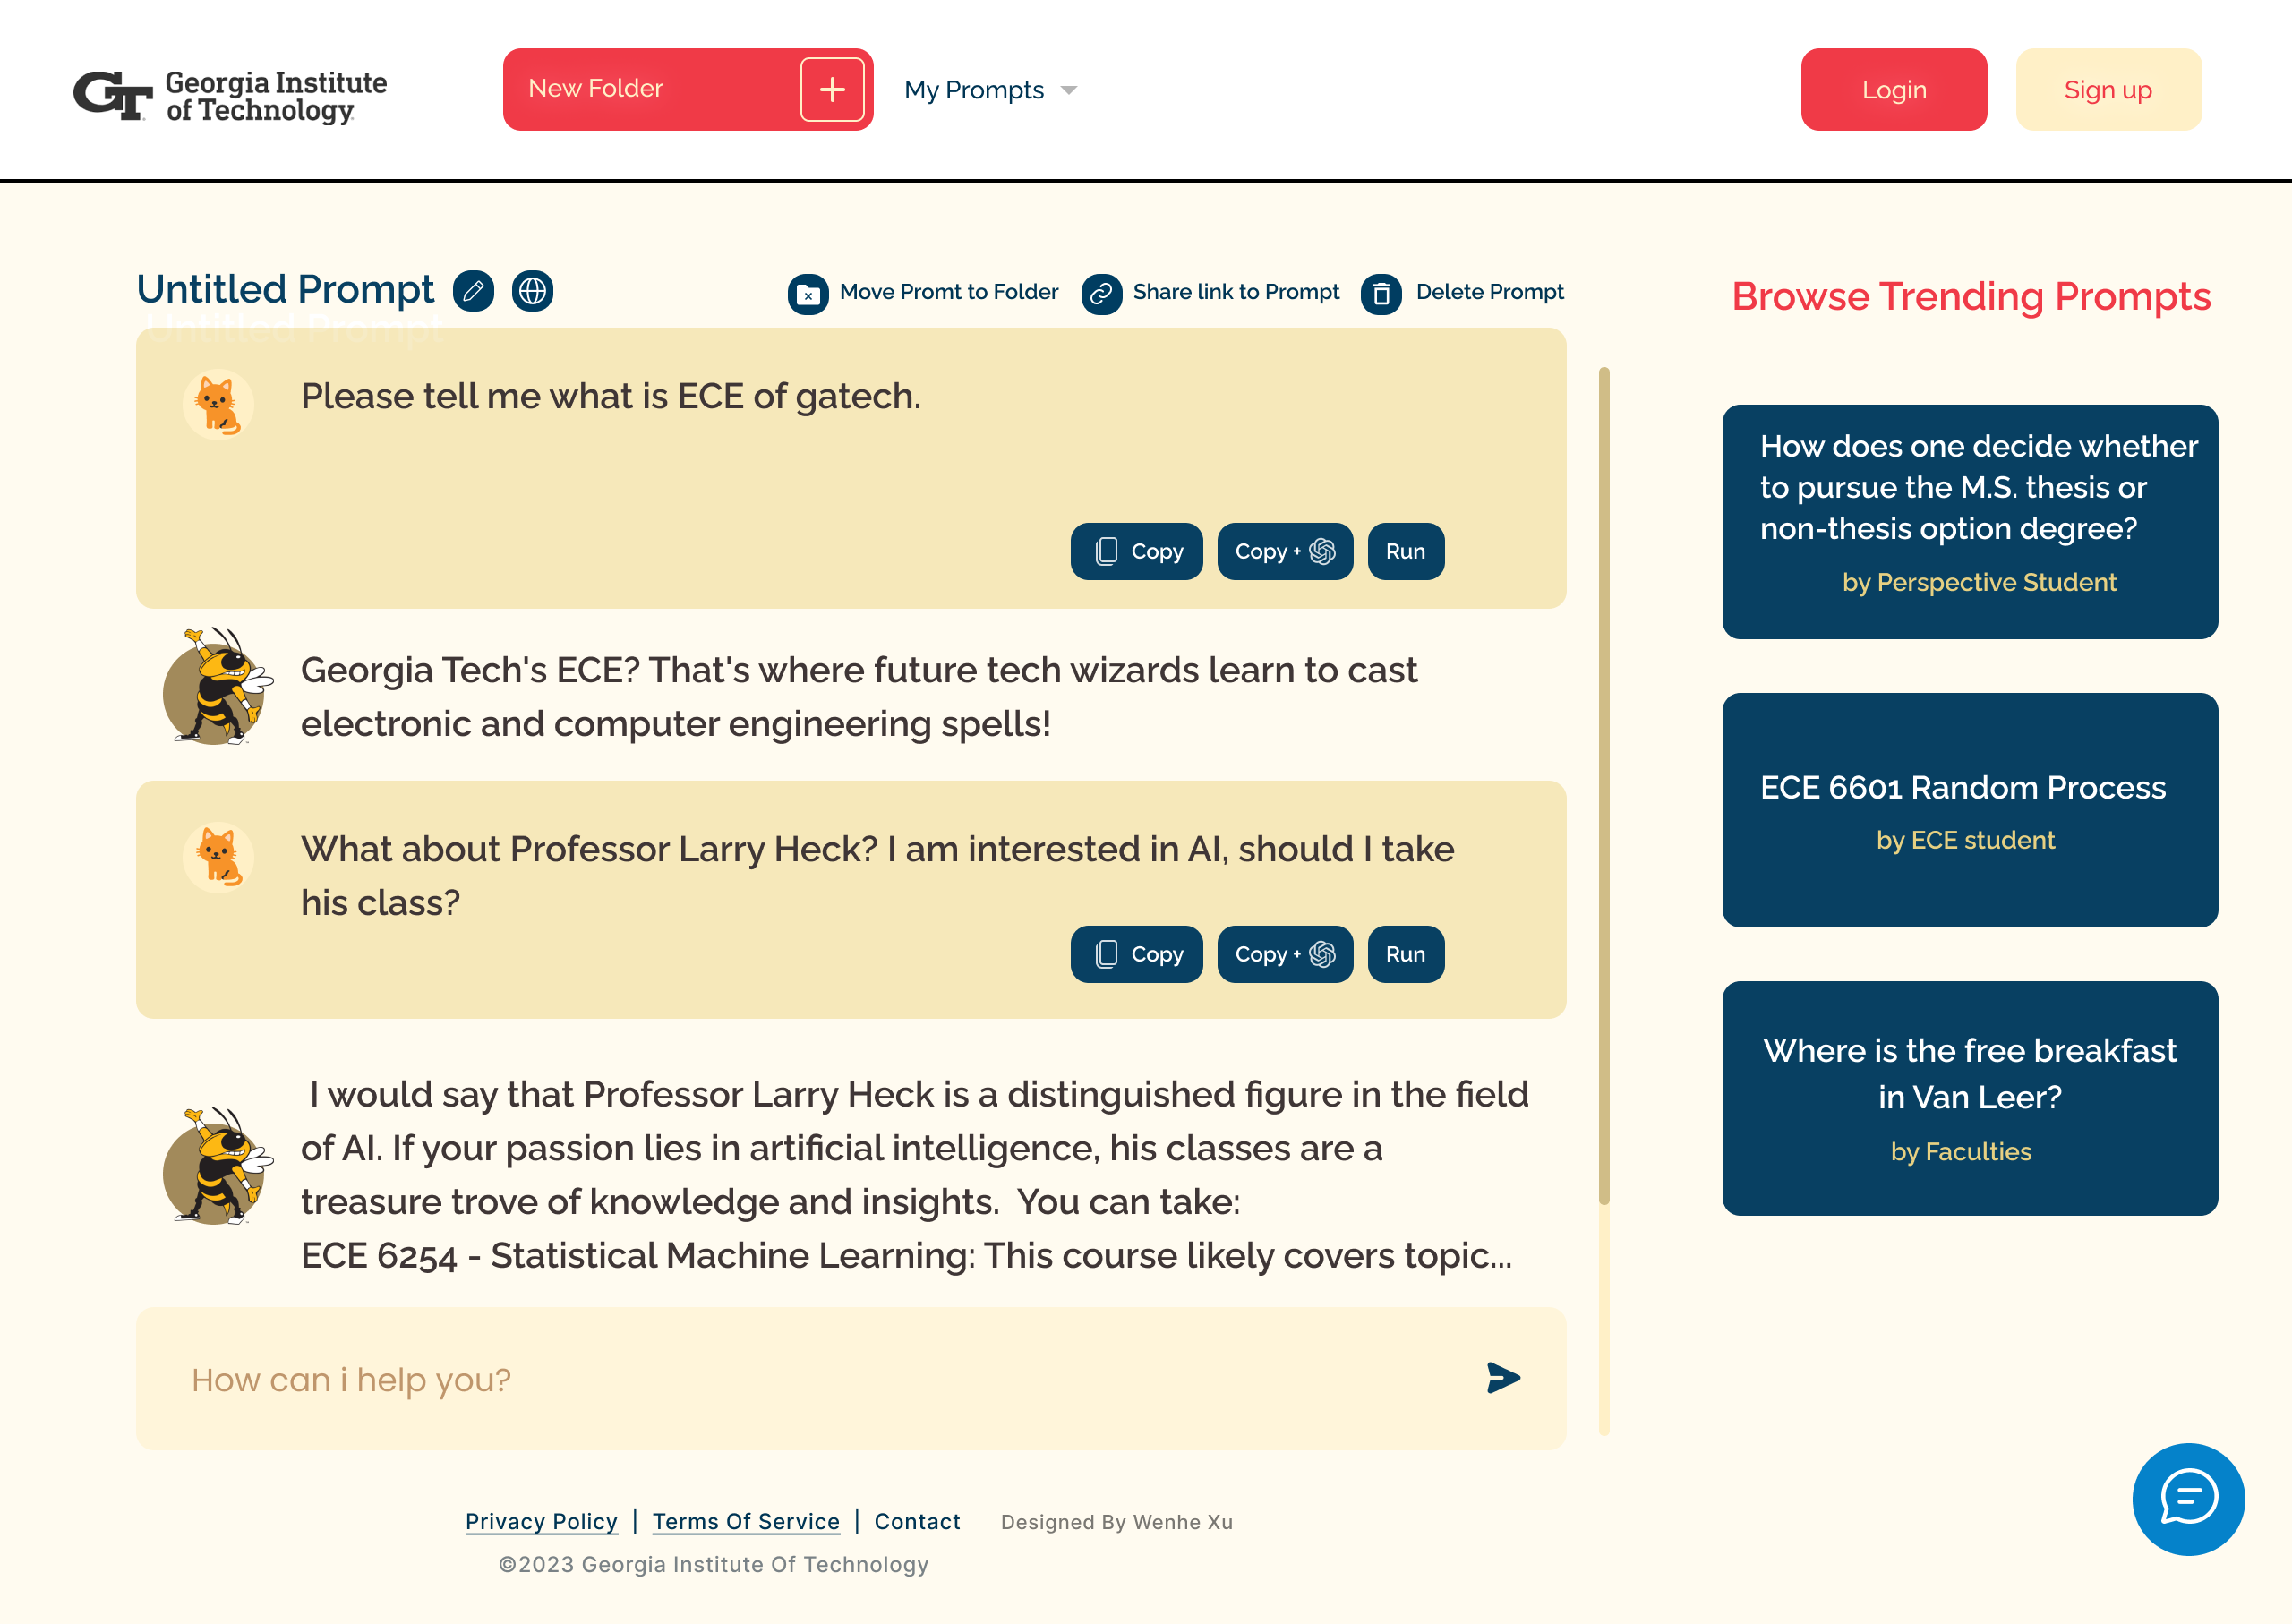 GT Georgia Institute
of Technology
New Folder
My Prompts
Login
Sign up
Untitled Prompt
Untitled Prompt
Move Promt to Folder
Share link to Prompt
Delete Prompt
Browse Trending Prompts
Please tell me what is ECE of gatech.
Copy
Copy +
Run
Georgia Tech's ECE? That's where future tech wizards learn to cast
electronic and computer engineering spells!
What about Professor Larry Heck? I am interested in AI, should I take
his class?
Copy
Copy +
Run
I would say that Professor Larry Heck is a distinguished figure in the field
of AI. If your passion lies in artificial intelligence, his classes are a
treasure trove of knowledge and insights. You can take:
ECE 6254 - Statistical Machine Learning: This course likely covers topic...
How can i help you?
How does one decide whether
to pursue the M.S. thesis or
non-thesis option degree?
by Perspective Student
ECE 6601 Random Process
by ECE student
Where is the free breakfast
in Van Leer?
by Faculties
Privacy Policy | Terms Of Service | Contact Designed By Wenhe Xu
©2023 Georgia Institute Of Technology